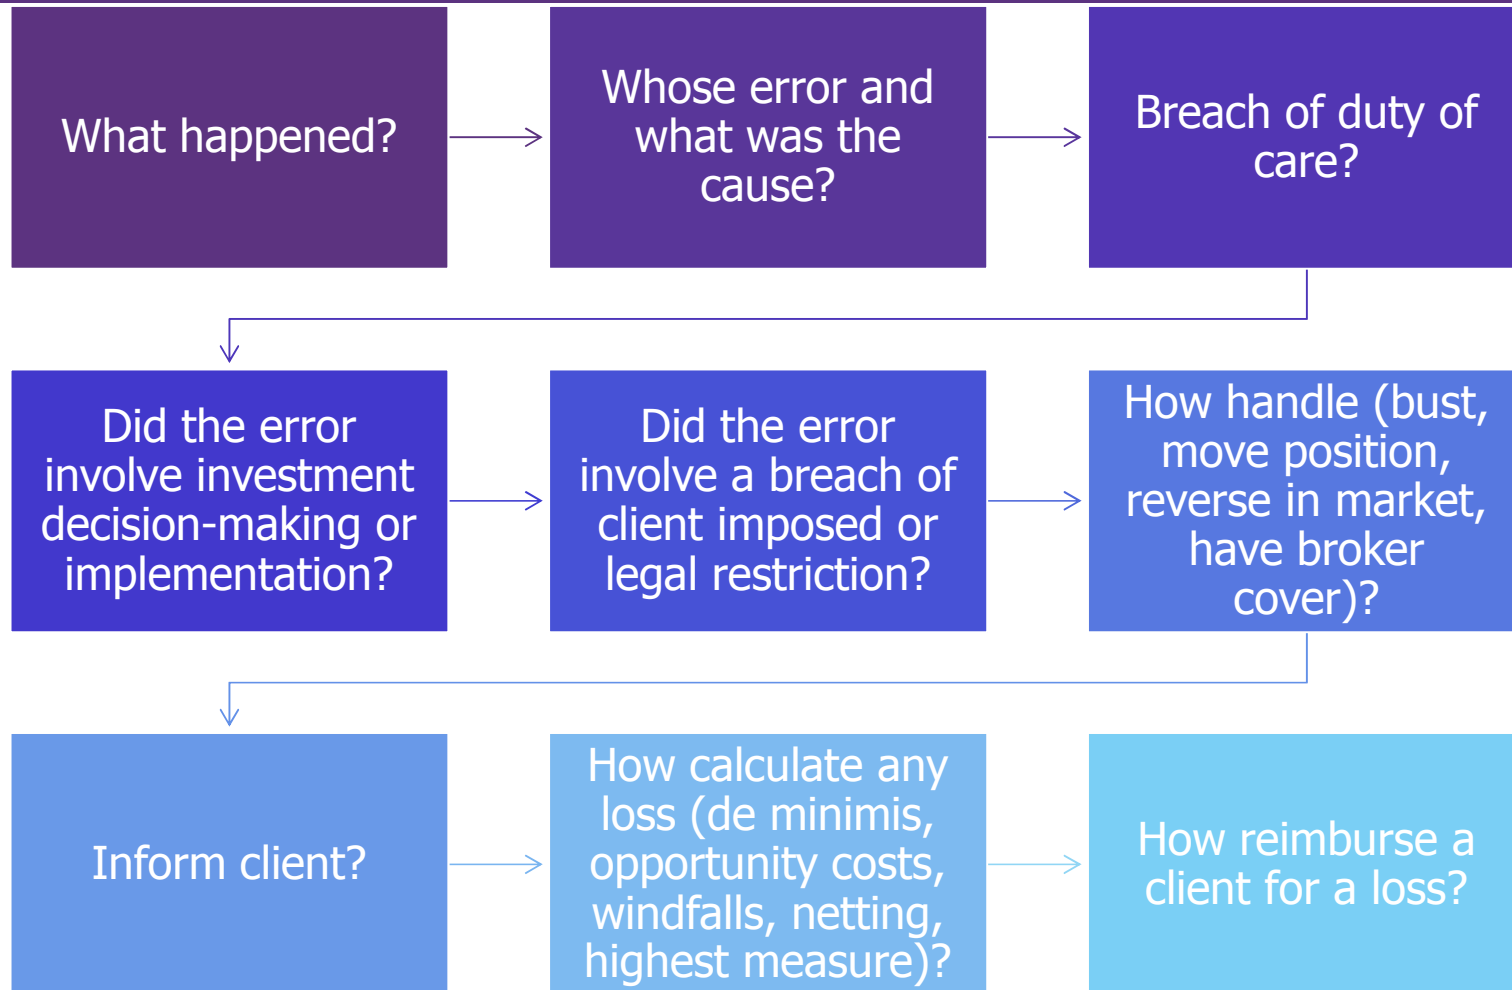 What happened?
Whose error and
what was the
cause?
Breach of duty of
care?
Did the error
involve investment
decision-making or
implementation?
Did the error
involve a breach of
client imposed or
legal restriction?
How handle (bust,
move position,
reverse in market,
have broker
cover)?
Inform client?
How calculate any
loss (de minimis,
opportunity costs,
windfalls, netting,
highest measure)?
How reimburse a
client for a loss?